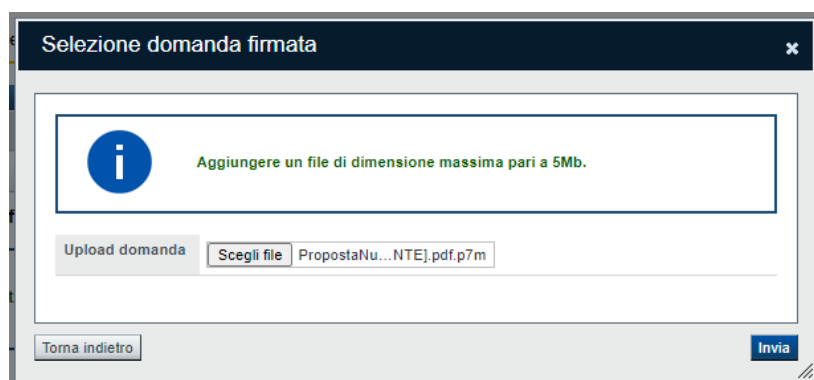 Selezione domanda firmata
Aggiungere un file di dimensione massima pari a 5Mb.
Upload domanda Scegli file PropostaNu...NTE].pdf.p7m
Torna indietro Invia